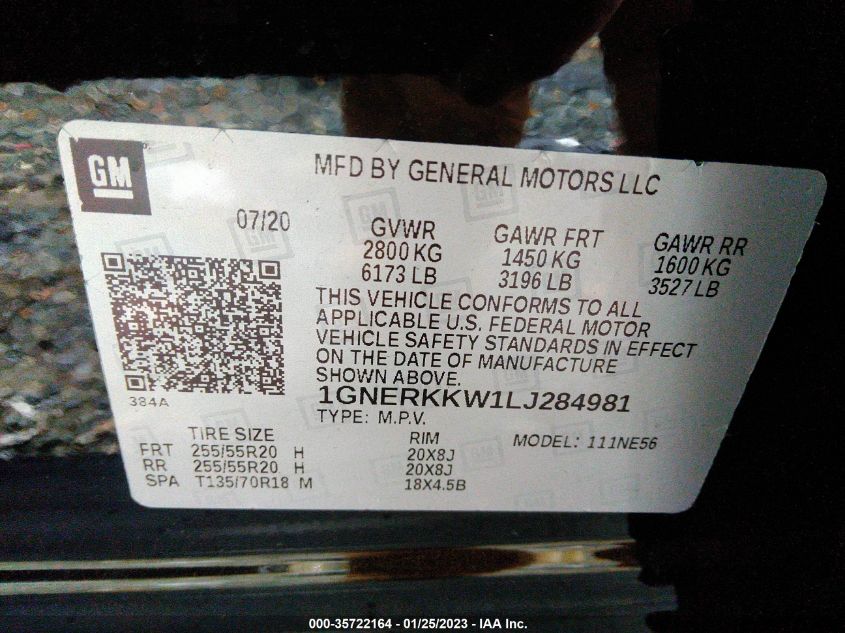 GM
MFD BY GENERAL MOTORS LLC
07/20
GVWR GAWR FRT GAWR RR
2800 KG 1450 KG 1600 KG
6173 LB 3196 LB 3527 LB
THIS VEHICLE CONFORMS TO ALL
APPLICABLE U.S. FEDERAL MOTOR
VEHICLE SAFETY STANDARDS IN EFFECT
ON THE DATE OF MANUFACTURE
SHOWN ABOVE.
384A
1GNERKKW1LJ284981
TYPE: M.P.V.
TIRE SIZE RIM MODEL: 111NE56
FRT 255/55R20 H 20X8J
RR 255/55R20 H 20X8J
SPA T135/70R18 M 18X4.5B
000-35722164 - 01/25/2023 - IAA Inc.